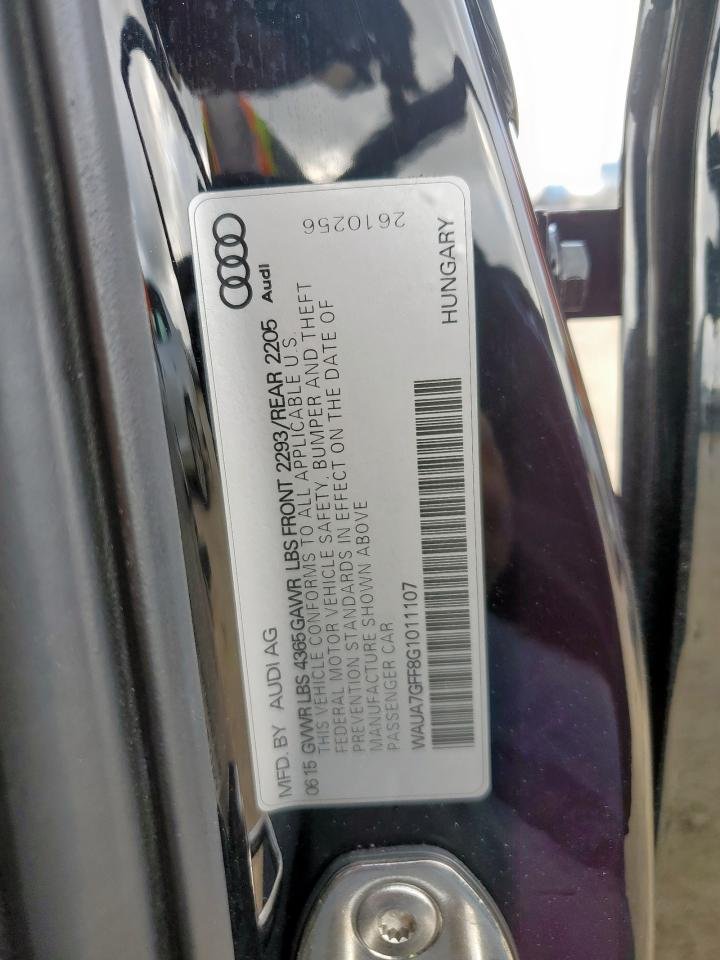 MFD. BY AUDI AG
Audi
06 15 GVWR LBS 4365 GAWR LBS FRONT 2293/REAR 2205
THIS VEHICLE CONFORMS TO ALL APPLICABLE U.S.
FEDERAL MOTOR VEHICLE SAFETY, BUMPER AND THEFT
PREVENTION STANDARDS IN EFFECT ON THE DATE OF
MANUFACTURE SHOWN ABOVE
PASSENGER CAR
WAUA7GFF8G1011107
HUNGARY
2610256